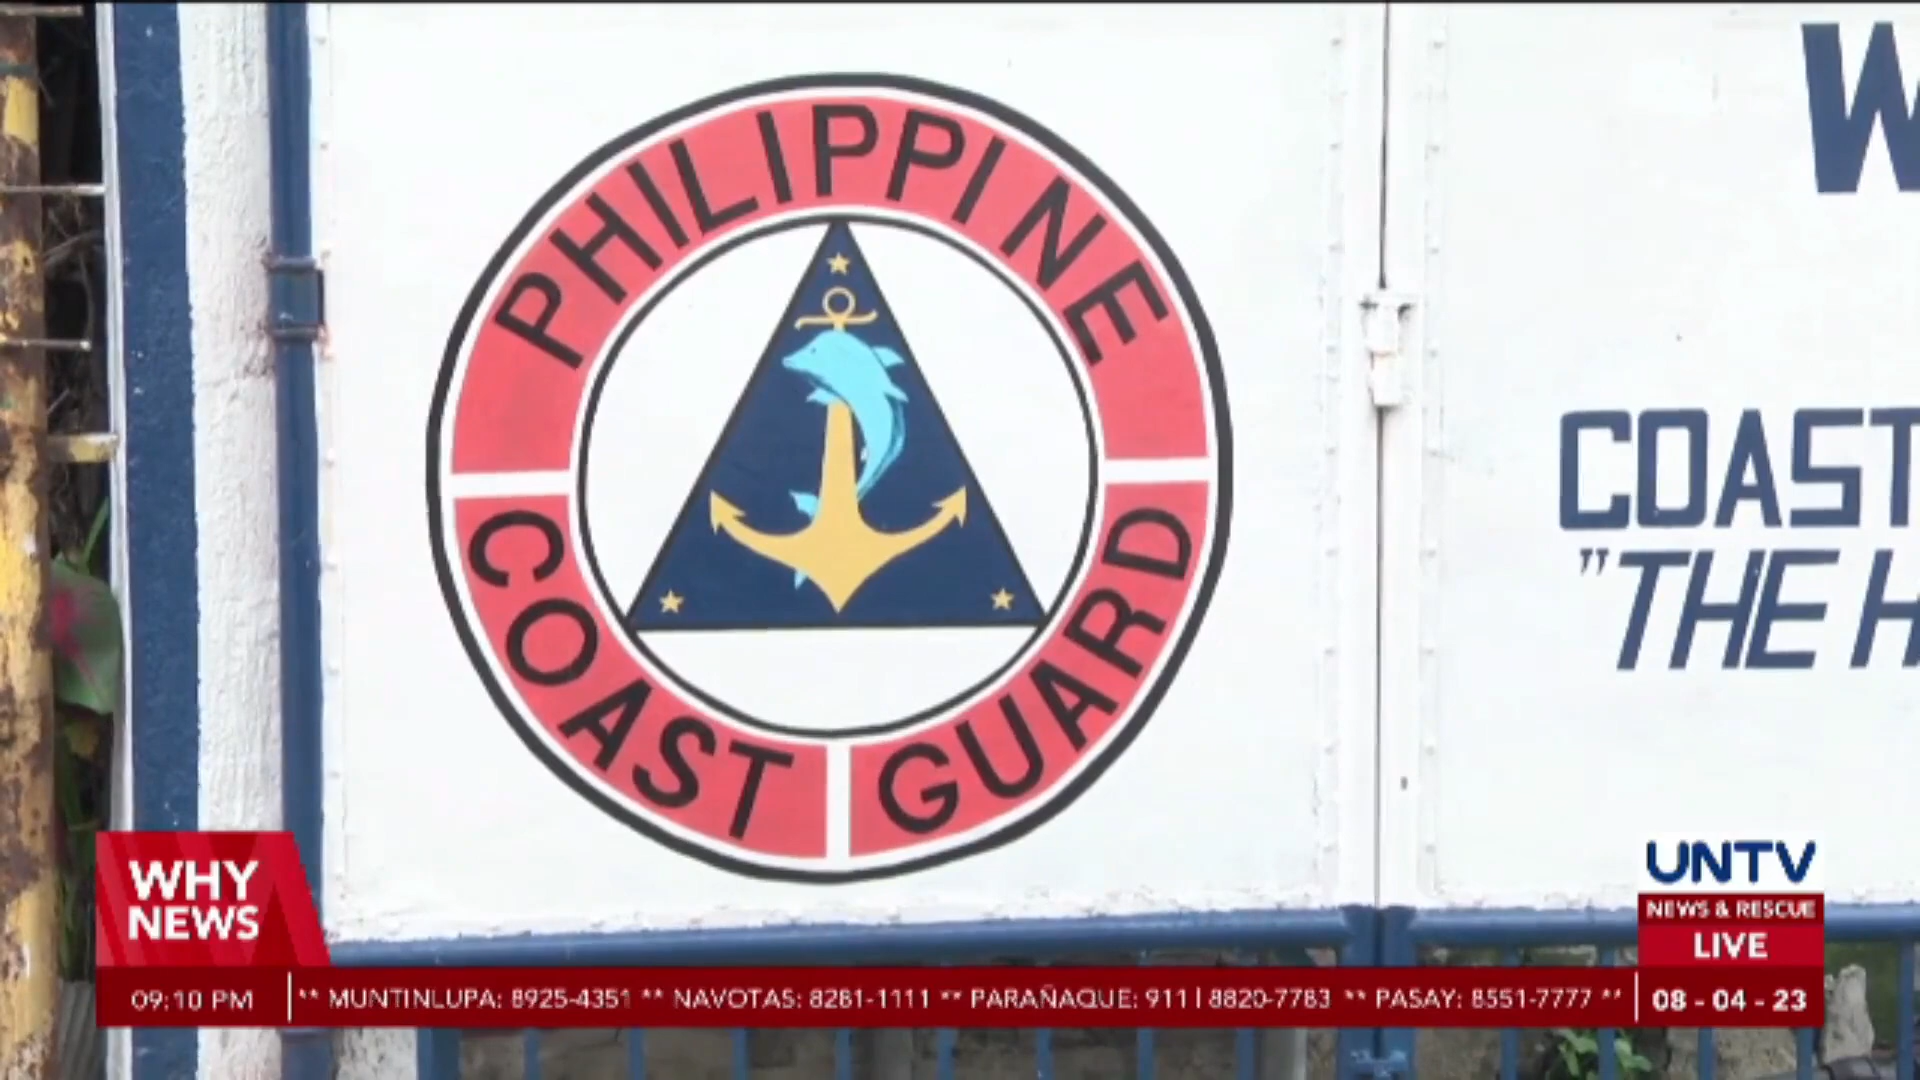 PHILIPPINE
COAST GUARD
W
COAST
"THE H
WHY
NEWS
UNTV
NEWS & RESCUE
LIVE
09:10 PM
** MUNTINLUPA: 8925-4351 ** NAVOTAS: 8281-1111 ** PARAÑAQUE: 911 | 8820-7783 ** PASAY: 8551-7777 **
08 - 04 - 23